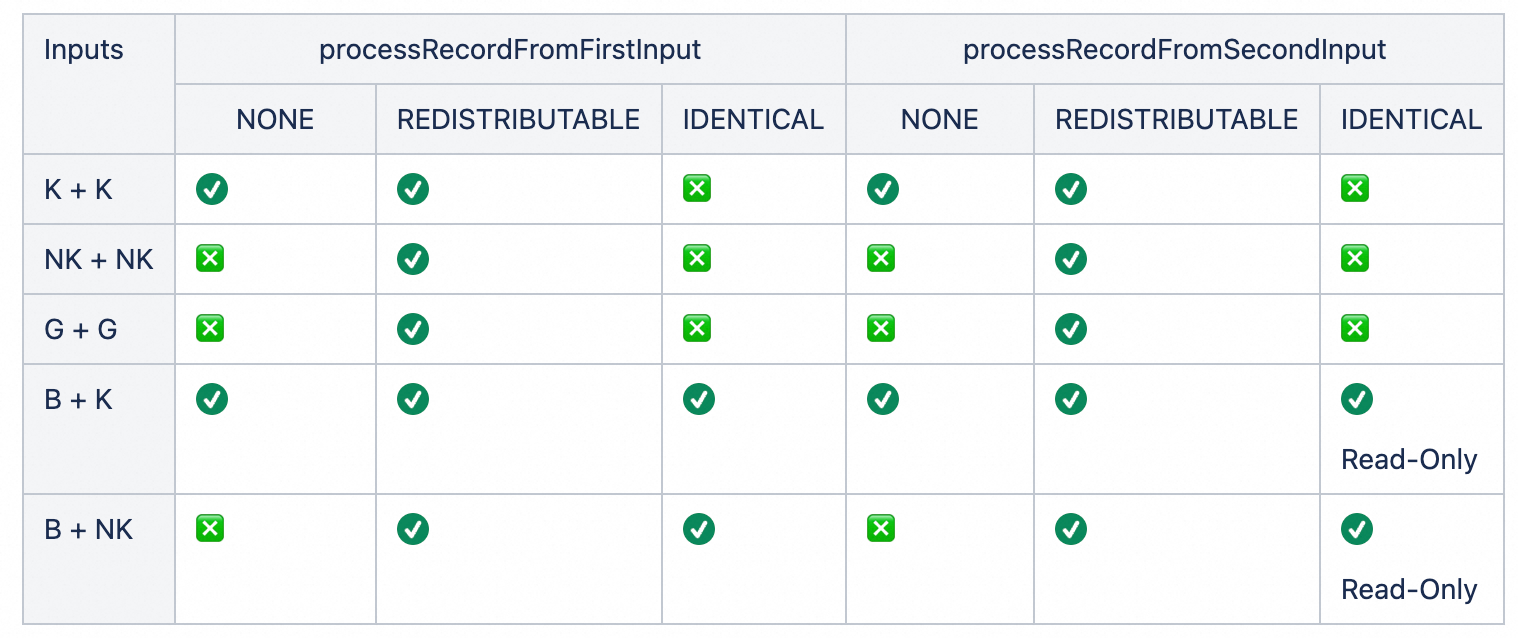 Inputs processRecordFromFirstInput processRecordFromSecondInput
NONE REDISTRIBUTABLE IDENTICAL NONE REDISTRIBUTABLE IDENTICAL
K + K
NK + NK
G + G
B + K
Read-Only
B + NK
Read-Only